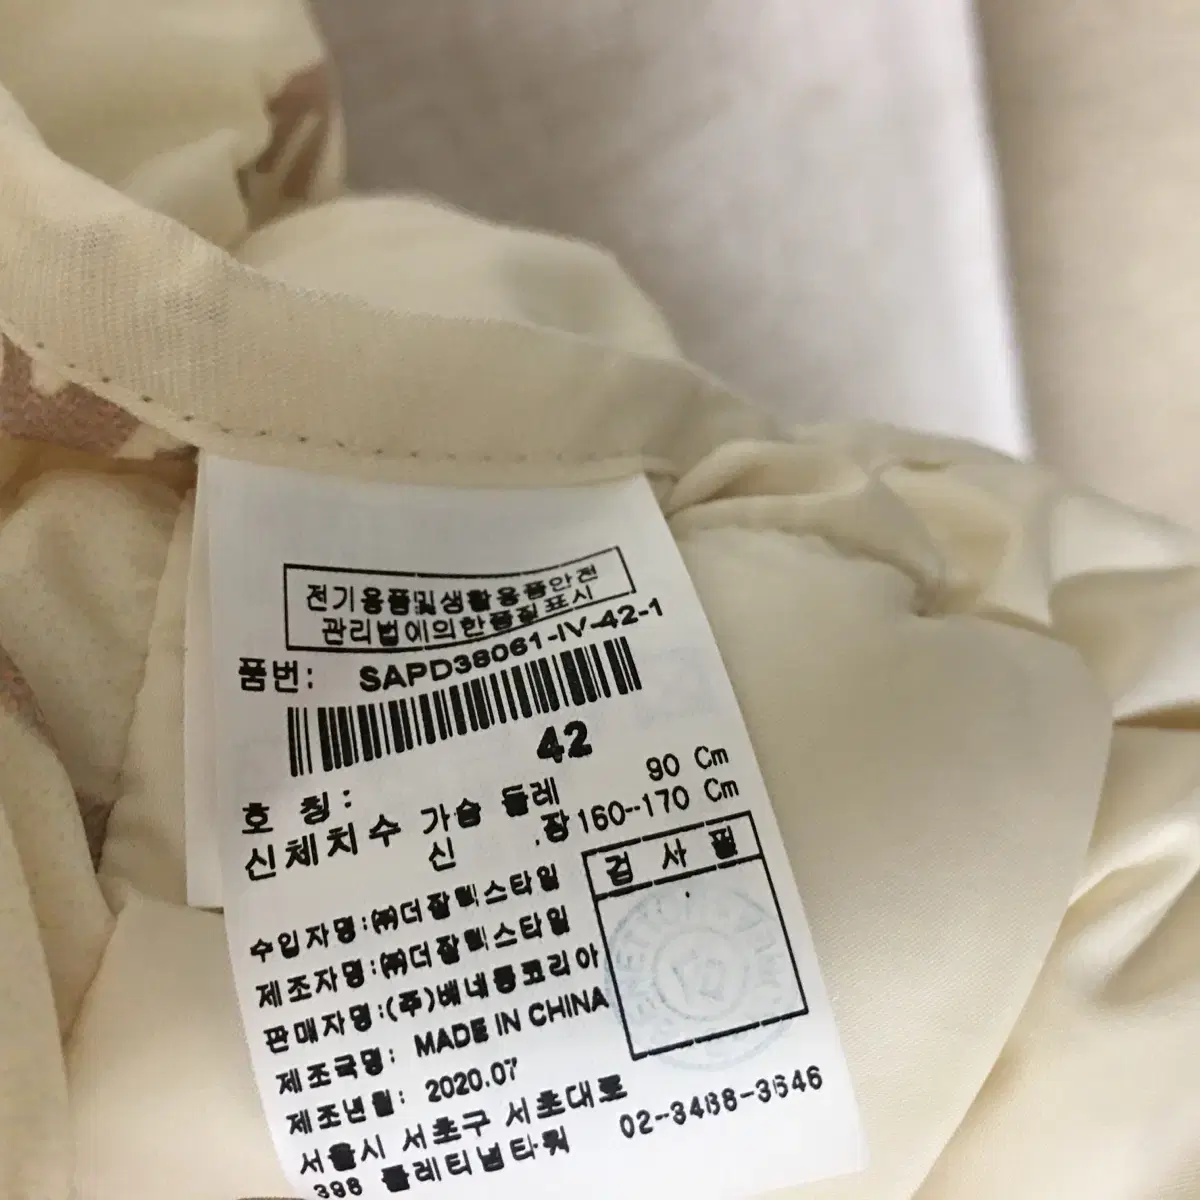 전기용품및생활용품안전
관리법에의한품질표시
품번: SAPD38061-IV-42-1
42
호 칭:
신체치수 가슴 둘레 90 Cm
신 장 160--170 Cm
검 사 필
수입자명:㈜더잘템스타일
제조자명:㈜더잘템스타일
판매자명:(주)배네통코리아
제조국명: MADE IN CHINA
제조년월: 2020.07
서울시 서초구 서초대로
398 플래티넘타워 02--3488-3646